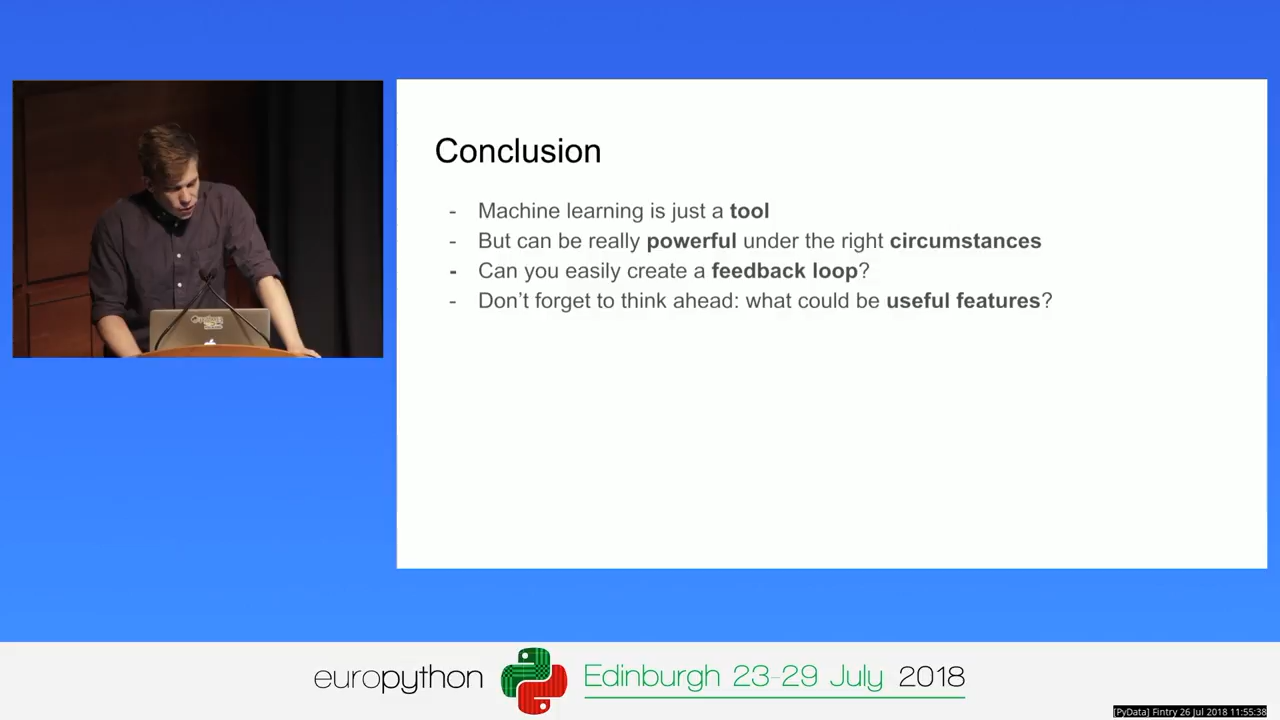 Conclusion
- Machine learning is just a tool
- But can be really powerful under the right circumstances
- Can you easily create a feedback loop?
- Don't forget to think ahead: what could be useful features?
europython Edinburgh 23-29 July 2018
[PyData] Fintry 26 Jul 2018 11:55:38